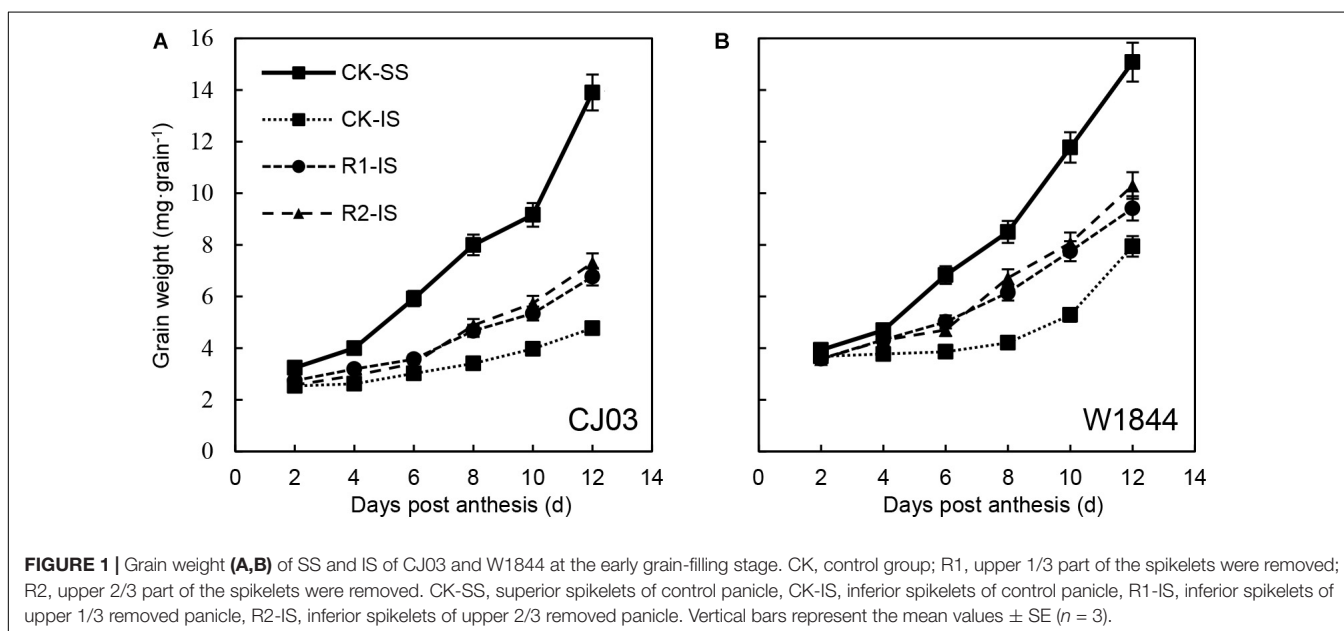 A
B
16
14
12
10
8
6
4
2
0
Grain weight (mg·grain⁻¹)
CK-SS
CK-IS
R1-IS
R2-IS
CJ03
W1844
0 2 4 6 8 10 12 14
0 2 4 6 8 10 12 14
Days post anthesis (d)
Days post anthesis (d)
FIGURE 1 | Grain weight (A,B) of SS and IS of CJ03 and W1844 at the early grain-filling stage. CK, control group; R1, upper 1/3 part of the spikelets were removed;
R2, upper 2/3 part of the spikelets were removed. CK-SS, superior spikelets of control panicle, CK-IS, inferior spikelets of control panicle, R1-IS, inferior spikelets of
upper 1/3 removed panicle, R2-IS, inferior spikelets of upper 2/3 removed panicle. Vertical bars represent the mean values ± SE (n = 3).